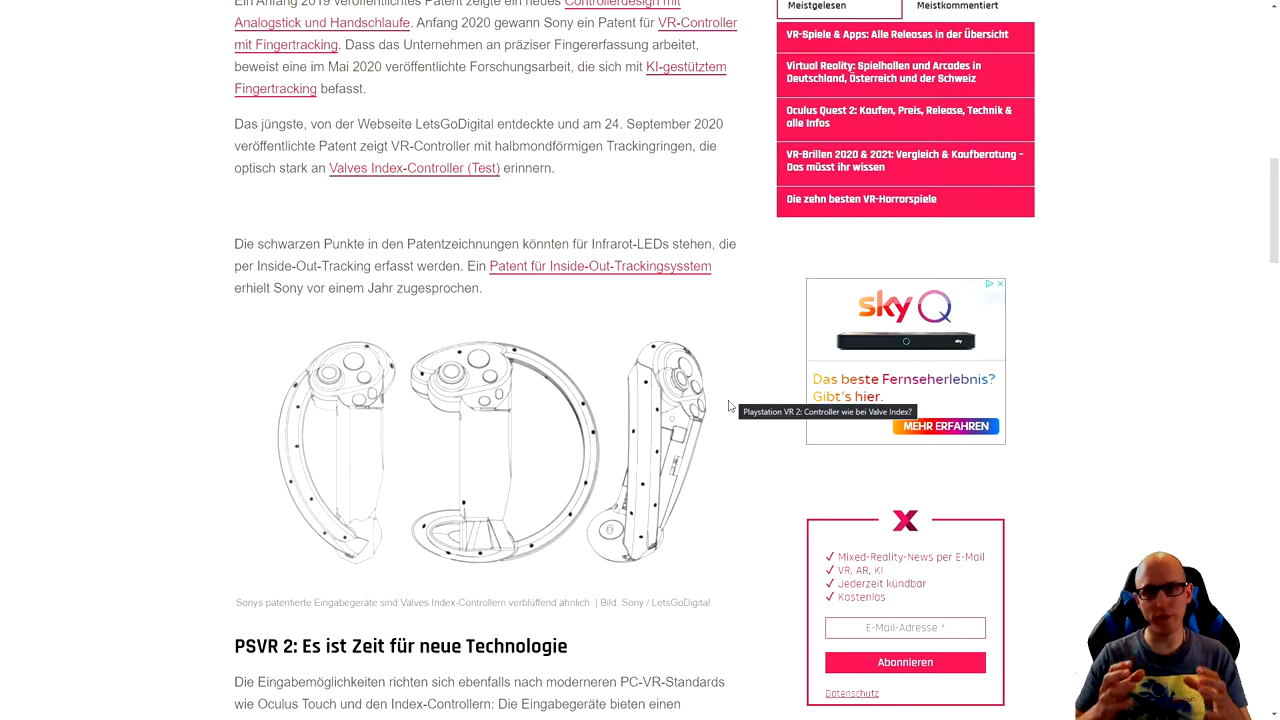 Ein Anfang 2019 veröffentlichtes Patent zeigte ein neues Controllerdesign mit
Analogstick und Handschlaufe. Anfang 2020 gewann Sony ein Patent für VR-Controller
mit Fingertracking. Dass das Unternehmen an präziser Fingererfassung arbeitet,
beweist eine im Mai 2020 veröffentlichte Forschungsarbeit, die sich mit KI-gestütztem
Fingertracking befasst.
Das jüngste, von der Webseite LetsGoDigital entdeckte und am 24. September 2020
veröffentlichte Patent zeigt VR-Controller mit halbmondförmigen Trackingringen, die
optisch stark an Valves Index-Controller (Test) erinnern.
Die schwarzen Punkte in den Patentzeichnungen könnten für Infrarot-LEDs stehen, die
per Inside-Out-Tracking erfasst werden. Ein Patent für Inside-Out-Trackingsysstem
erhielt Sony vor einem Jahr zugesprochen.
Sonys patentierte Eingabegeräte sind Valves Index-Controllern verblüffend ähnlich. | Bild: Sony / LetsGoDigital
PSVR 2: Es ist Zeit für neue Technologie
Die Eingabemöglichkeiten richten sich ebenfalls nach moderneren PC-VR-Standards
wie Oculus Touch und den Index-Controllern: Die Eingabegeräte bieten einen
Meistgelesen
Meistkommentiert
VR-Spiele & Apps: Alle Releases in der Übersicht
Virtual Reality: Spielhallen und Arcades in
Deutschland, Österreich und der Schweiz
Oculus Quest 2: Kaufen, Preis, Release, Technik &
alle Infos
VR-Brillen 2020 & 2021: Vergleich & Kaufberatung –
Das müsst ihr wissen
Die zehn besten VR-Horrorspiele
sky Q
sky
Das beste Fernseherlebnis?
Gibt's hier.
MEHR ERFAHREN
Playstation VR 2: Controller wie bei Valve Index?
X
✓ Mixed-Reality-News per E-Mail
✓ VR, AR, KI
✓ Jederzeit kündbar
✓ Kostenlos
E-Mail-Adresse *
Abonnieren
Datenschutz